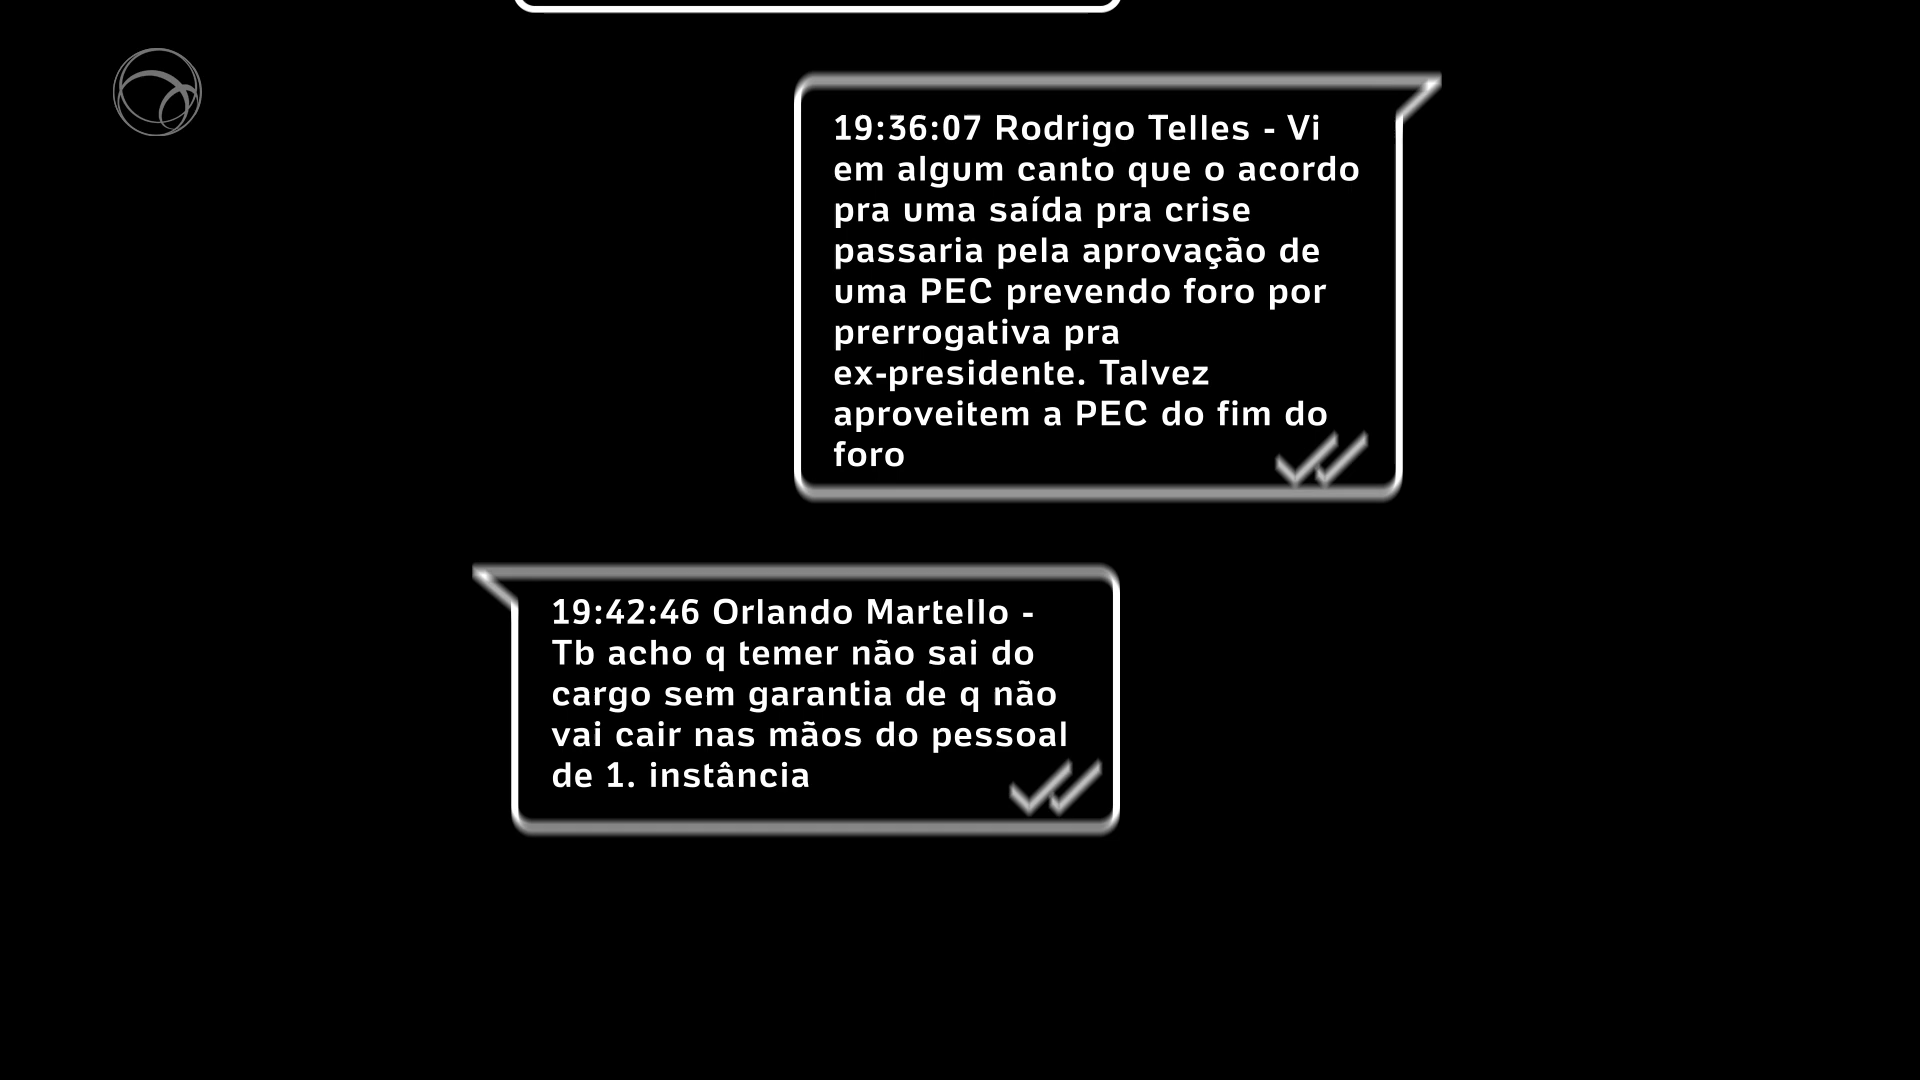 19:36:07 Rodrigo Telles - Vi
em algum canto que o acordo
pra uma saída pra crise
passaria pela aprovação de
uma PEC prevendo foro por
prerrogativa pra
ex-presidente. Talvez
aproveitem a PEC do fim do
foro
19:42:46 Orlando Martello -
Tb acho q temer não sai do
cargo sem garantia de q não
vai cair nas mãos do pessoal
de 1. instância